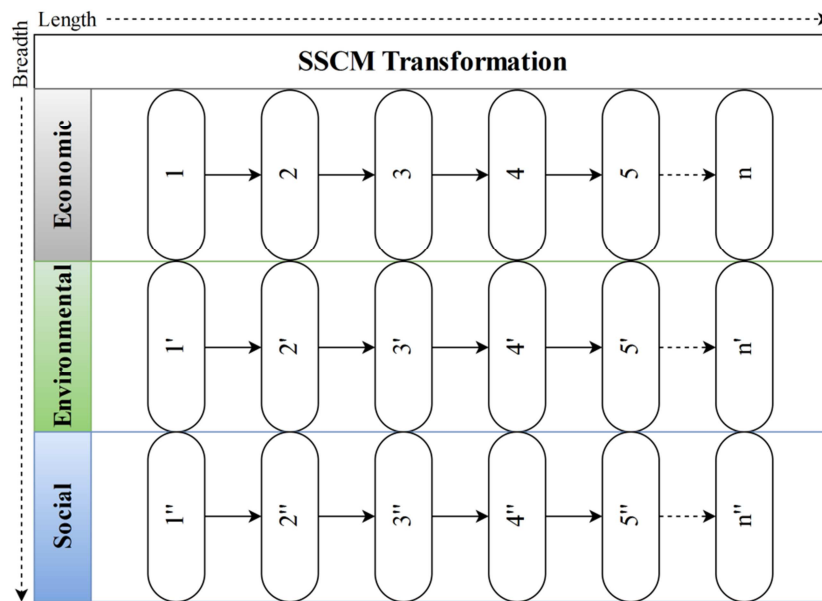 Length
Breadth
SSCM Transformation
Economic
1
2
3
4
5
n
Environmental
1'
2'
3'
4'
5'
n'
Social
1"
2"
3"
4"
5"
n"